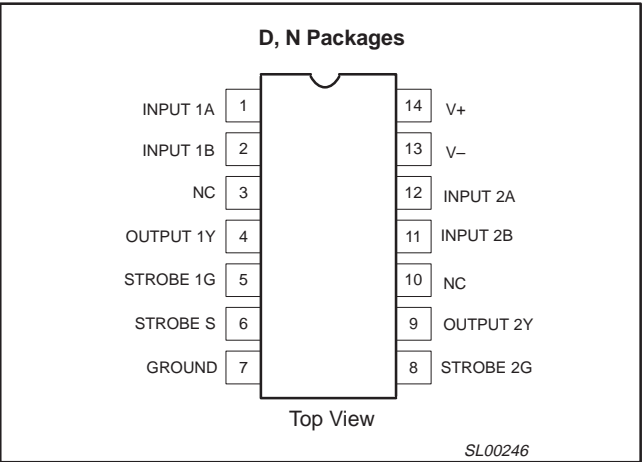 D, N Packages
INPUT 1A 1 14 V+
INPUT 1B 2 13 V–
NC 3 12 INPUT 2A
OUTPUT 1Y 4 11 INPUT 2B
STROBE 1G 5 10 NC
STROBE S 6 9 OUTPUT 2Y
GROUND 7 8 STROBE 2G
Top View
SL00246